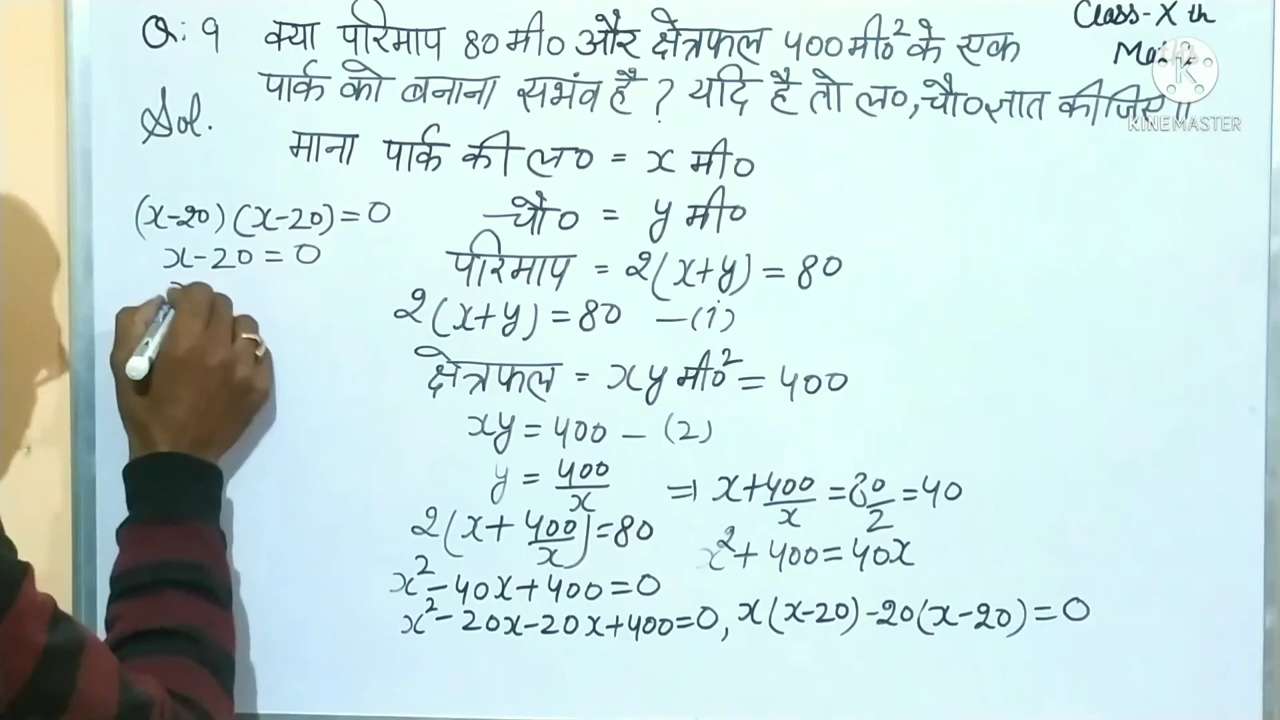 Class-X th
Q: 9 क्या परिमाप 80 मी० और क्षेत्रफल 400 मी०² के एक
पार्क को बनाना सभंव है ? यदि है तो ल०, चौ० ज्ञात कीजिए ॥
KINEMASTER
Sol.
माना पार्क की ल० = x मी०
चौ० = y मी०
परिमाप = 2(x+y) = 80
2(x+y) = 80 – (i)
क्षेत्रफल = xy मी०² = 400
xy = 400 – (2)
y = 400/x ⇒ x + 400/x = 80/2 = 40
2(x + 400/x) = 80 x² + 400 = 40x
x² - 40x + 400 = 0
x² - 20x - 20x + 400 = 0, x(x-20) - 20(x-20) = 0
(x-20) (x-20) = 0
x-20 = 0